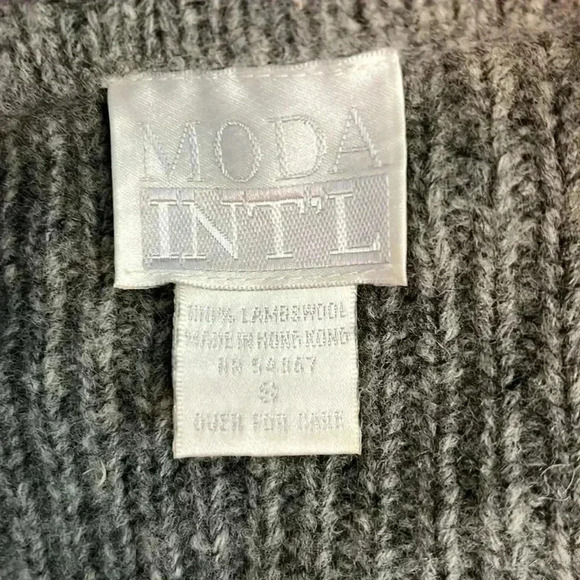 MODA
INT'L
100% LAMBSWOOL
MADE IN HONG KONG
RN 54867
S
OVER FOR CARE